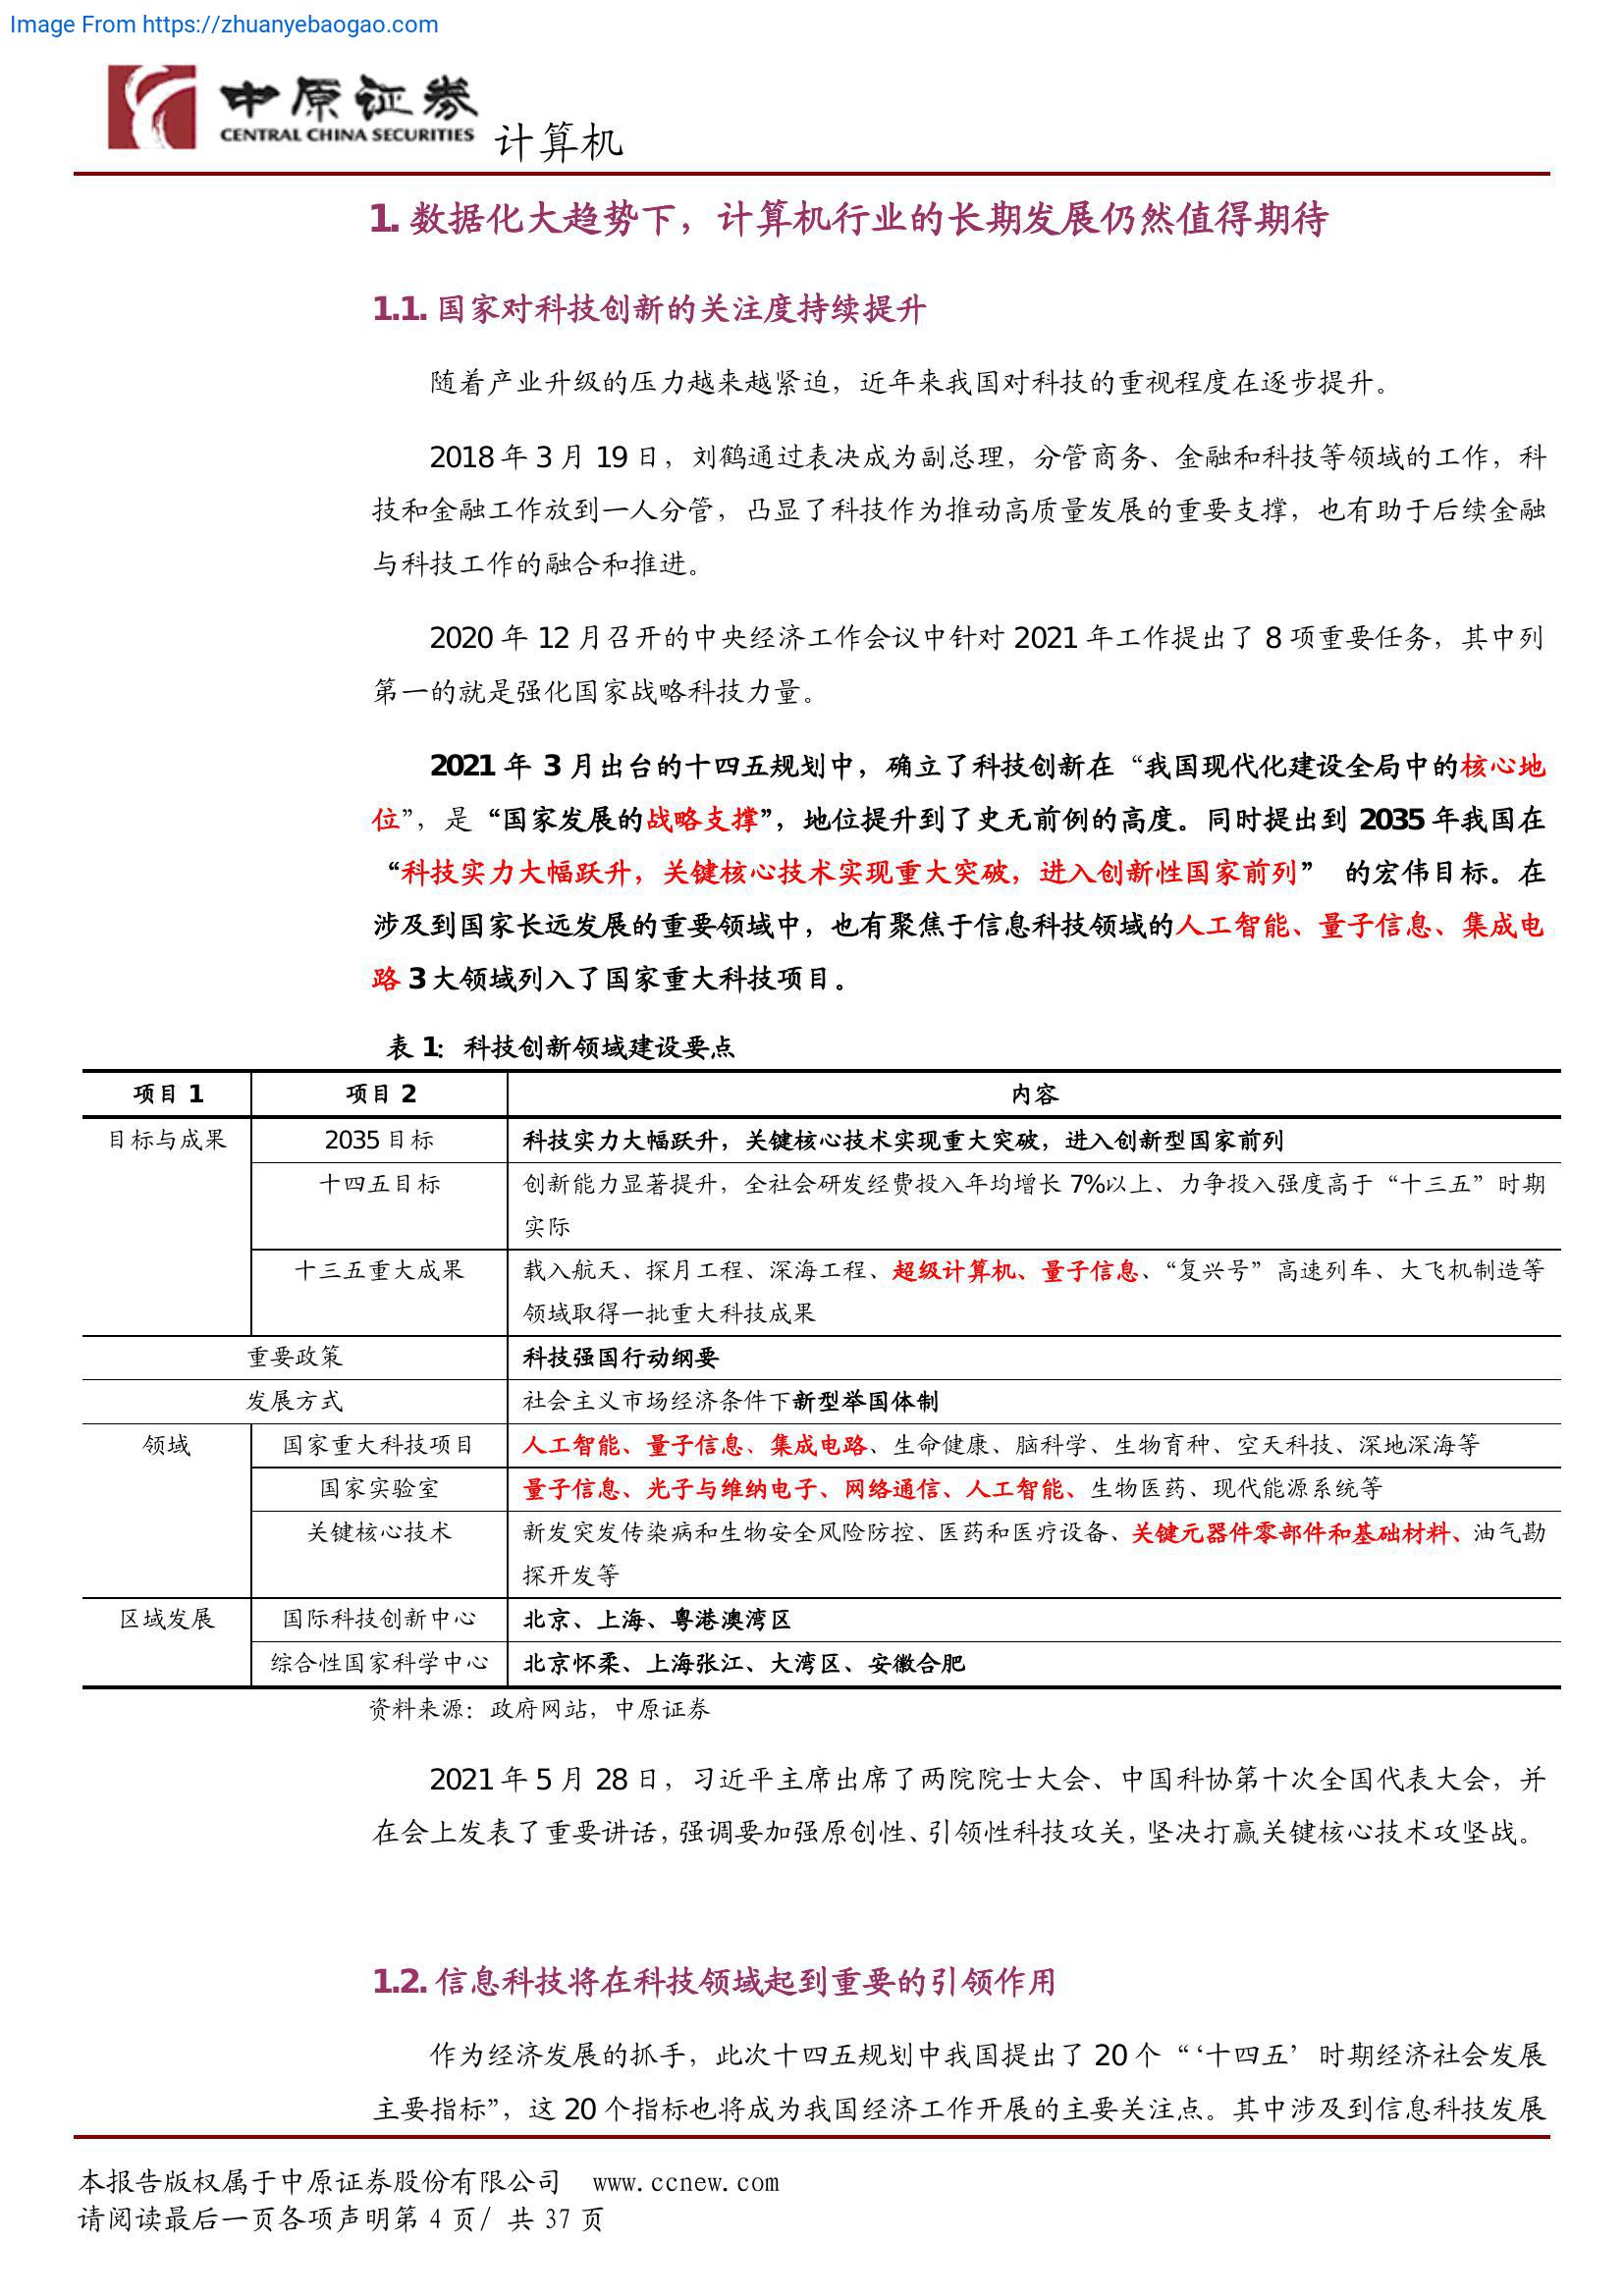 Image From https://zhuanyebaogao.com
中原证券
CENTRAL CHINA SECURITIES
计算机
1. 数据化大趋势下，计算机行业的长期发展仍然值得期待
1.1. 国家对科技创新的关注度持续提升
随着产业升级的压力越来越紧迫，近年来我国对科技的重视程度在逐步提升。
2018 年 3 月 19 日，刘鹤通过表决成为副总理，分管商务、金融和科技等领域的工作，科
技和金融工作放到一人分管，凸显了科技作为推动高质量发展的重要支撑，也有助于后续金融
与科技工作的融合和推进。
2020 年 12 月召开的中央经济工作会议中针对 2021 年工作提出了 8 项重要任务，其中列
第一的就是强化国家战略科技力量。
2021 年 3 月出台的十四五规划中，确立了科技创新在“我国现代化建设全局中的核心地
位”，是“国家发展的战略支撑”，地位提升到了史无前例的高度。同时提出到 2035 年我国在
“科技实力大幅跃升，关键核心技术实现重大突破，进入创新性国家前列” 的宏伟目标。在
涉及到国家长远发展的重要领域中，也有聚焦于信息科技领域的人工智能、量子信息、集成电
路 3 大领域列入了国家重大科技项目。
表 1：科技创新领域建设要点
项目 1 项目 2 内容
目标与成果 2035 目标 科技实力大幅跃升，关键核心技术实现重大突破，进入创新型国家前列
十四五目标 创新能力显著提升，全社会研发经费投入年均增长 7%以上、力争投入强度高于“十三五”时期
实际
十三五重大成果 载入航天、探月工程、深海工程、超级计算机、量子信息、“复兴号”高速列车、大飞机制造等
领域取得一批重大科技成果
重要政策 科技强国行动纲要
发展方式 社会主义市场经济条件下新型举国体制
领域 国家重大科技项目 人工智能、量子信息、集成电路、生命健康、脑科学、生物育种、空天科技、深地深海等
国家实验室 量子信息、光子与维纳电子、网络通信、人工智能、生物医药、现代能源系统等
关键核心技术 新发突发传染病和生物安全风险防控、医药和医疗设备、关键元器件零部件和基础材料、油气勘
探开发等
区域发展 国际科技创新中心 北京、上海、粤港澳湾区
综合性国家科学中心 北京怀柔、上海张江、大湾区、安徽合肥
资料来源：政府网站，中原证券
2021 年 5 月 28 日，习近平主席出席了两院院士大会、中国科协第十次全国代表大会，并
在会上发表了重要讲话，强调要加强原创性、引领性科技攻关，坚决打赢关键核心技术攻坚战。
1.2. 信息科技将在科技领域起到重要的引领作用
作为经济发展的抓手，此次十四五规划中我国提出了 20 个“‘十四五’时期经济社会发展
主要指标”，这 20 个指标也将成为我国经济工作开展的主要关注点。其中涉及到信息科技发展
本报告版权属于中原证券股份有限公司 www.ccnew.com
请阅读最后一页各项声明第 4 页/ 共 37 页